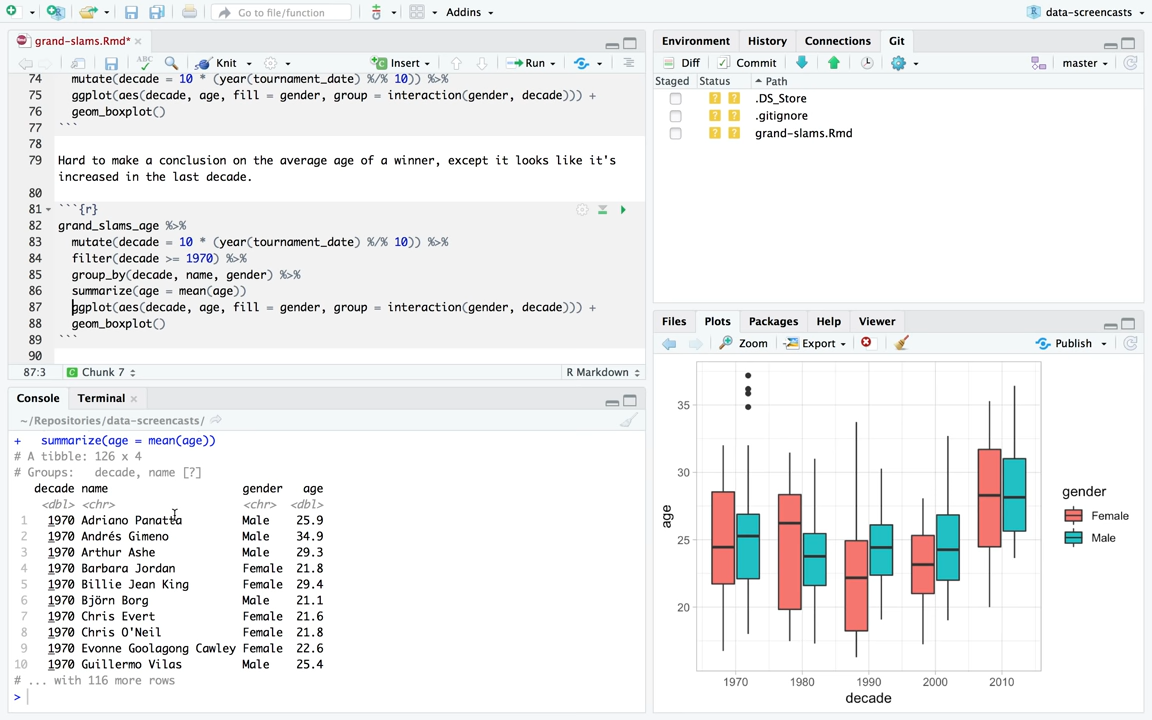 Go to file/function
Addins
data-screencasts
grand-slams.Rmd*
ABC
Knit
Insert
Run
74 mutate(decade = 10 * (year(tournament_date) %/% 10)) %>%
75 ggplot(aes(decade, age, fill = gender, group = interaction(gender, decade))) +
76 geom_boxplot()
77 ```
78
79 Hard to make a conclusion on the average age of a winner, except it looks like it's
increased in the last decade.
80
81 ```{r}
82 grand_slams_age %>%
83 mutate(decade = 10 * (year(tournament_date) %/% 10)) %>%
84 filter(decade >= 1970) %>%
85 group_by(decade, name, gender) %>%
86 summarize(age = mean(age))
87 ggplot(aes(decade, age, fill = gender, group = interaction(gender, decade))) +
88 geom_boxplot()
89 ```
90
87:3 Chunk 7 R Markdown
Console Terminal
~/Repositories/data-screencasts/
+ summarize(age = mean(age))
# A tibble: 126 x 4
# Groups: decade, name [?]
decade name gender age
<dbl> <chr> <chr> <dbl>
1 1970 Adriano Panatta Male 25.9
2 1970 Andrés Gimeno Male 34.9
3 1970 Arthur Ashe Male 29.3
4 1970 Barbara Jordan Female 21.8
5 1970 Billie Jean King Female 29.4
6 1970 Björn Borg Male 21.1
7 1970 Chris Evert Female 21.6
8 1970 Chris O'Neil Female 21.8
9 1970 Evonne Goolagong Cawley Female 22.6
10 1970 Guillermo Vilas Male 25.4
# ... with 116 more rows
>
Environment History Connections Git
Diff Commit master
Staged Status Path
? ? .DS_Store
? ? .gitignore
? ? grand-slams.Rmd
Files Plots Packages Help Viewer
Zoom Export Publish
35
30
25
20
age
1970 1980 1990 2000 2010
decade
gender
Female
Male